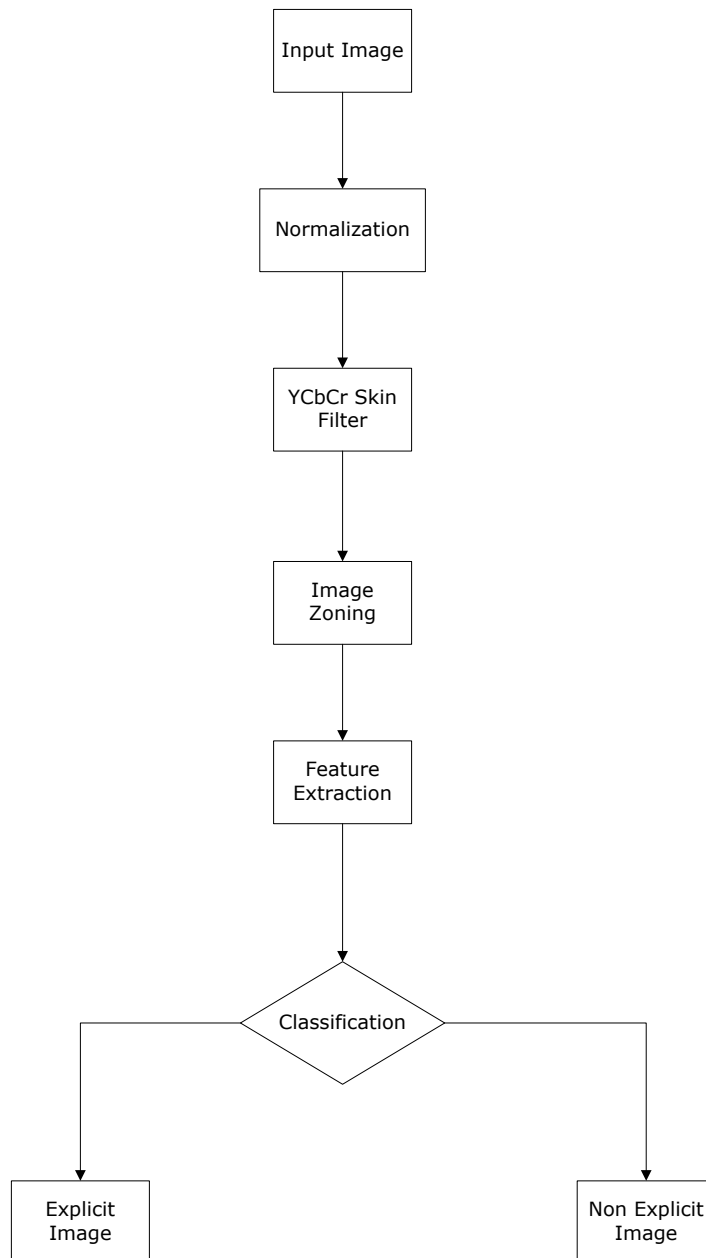 Input Image
Normalization
YCbCr Skin
Filter
Image
Zoning
Feature
Extraction
Classification
Explicit
Image
Non Explicit
Image